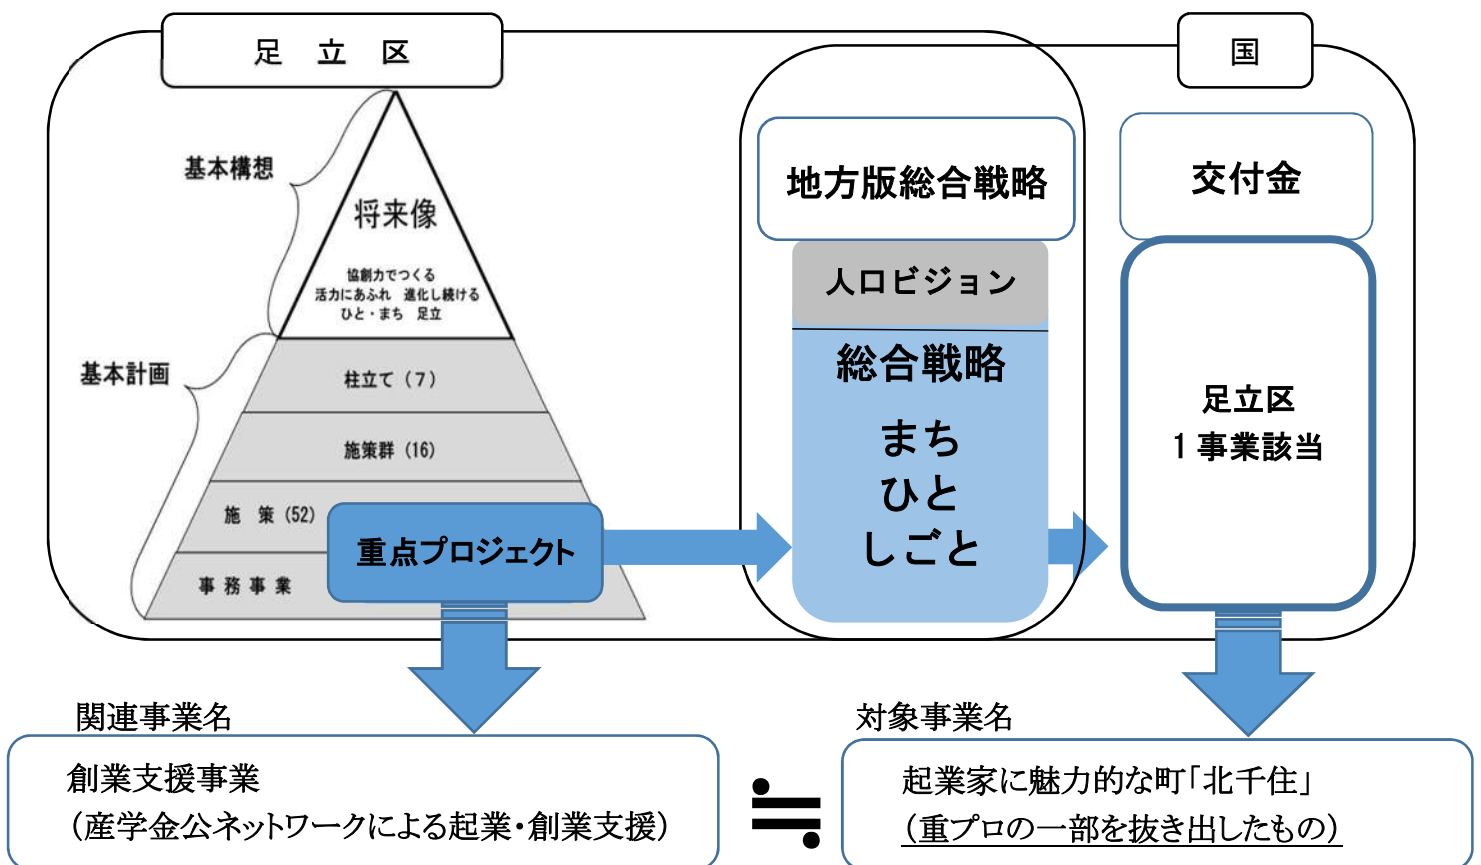 足 立 区
国
基本構想
将来像
協創力でつくる
活力にあふれ 進化し続ける
ひと・まち 足立
基本計画
柱立て(7)
施策群(16)
施 策(52)
重点プロジェクト
事 務 事 業
地方版総合戦略
人口ビジョン
総合戦略
まち
ひと
しごと
交付金
足立区
1 事業該当
関連事業名
創業支援事業
(産学金公ネットワークによる起業・創業支援)
≒
対象事業名
起業家に魅力的な町「北千住」
(重プロの一部を抜き出したもの)